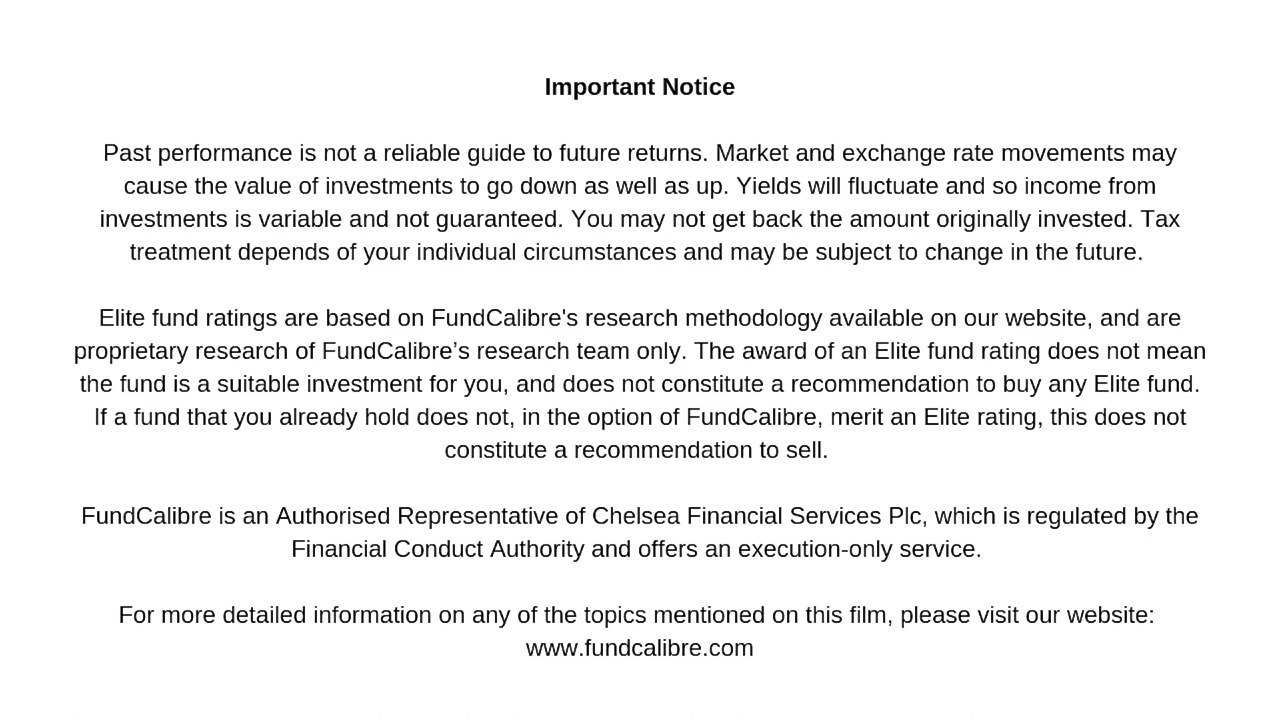 Important Notice
Past performance is not a reliable guide to future returns. Market and exchange rate movements may
cause the value of investments to go down as well as up. Yields will fluctuate and so income from
investments is variable and not guaranteed. You may not get back the amount originally invested. Tax
treatment depends of your individual circumstances and may be subject to change in the future.
Elite fund ratings are based on FundCalibre's research methodology available on our website, and are
proprietary research of FundCalibre’s research team only. The award of an Elite fund rating does not mean
the fund is a suitable investment for you, and does not constitute a recommendation to buy any Elite fund.
If a fund that you already hold does not, in the option of FundCalibre, merit an Elite rating, this does not
constitute a recommendation to sell.
FundCalibre is an Authorised Representative of Chelsea Financial Services Plc, which is regulated by the
Financial Conduct Authority and offers an execution-only service.
For more detailed information on any of the topics mentioned on this film, please visit our website:
www.fundcalibre.com